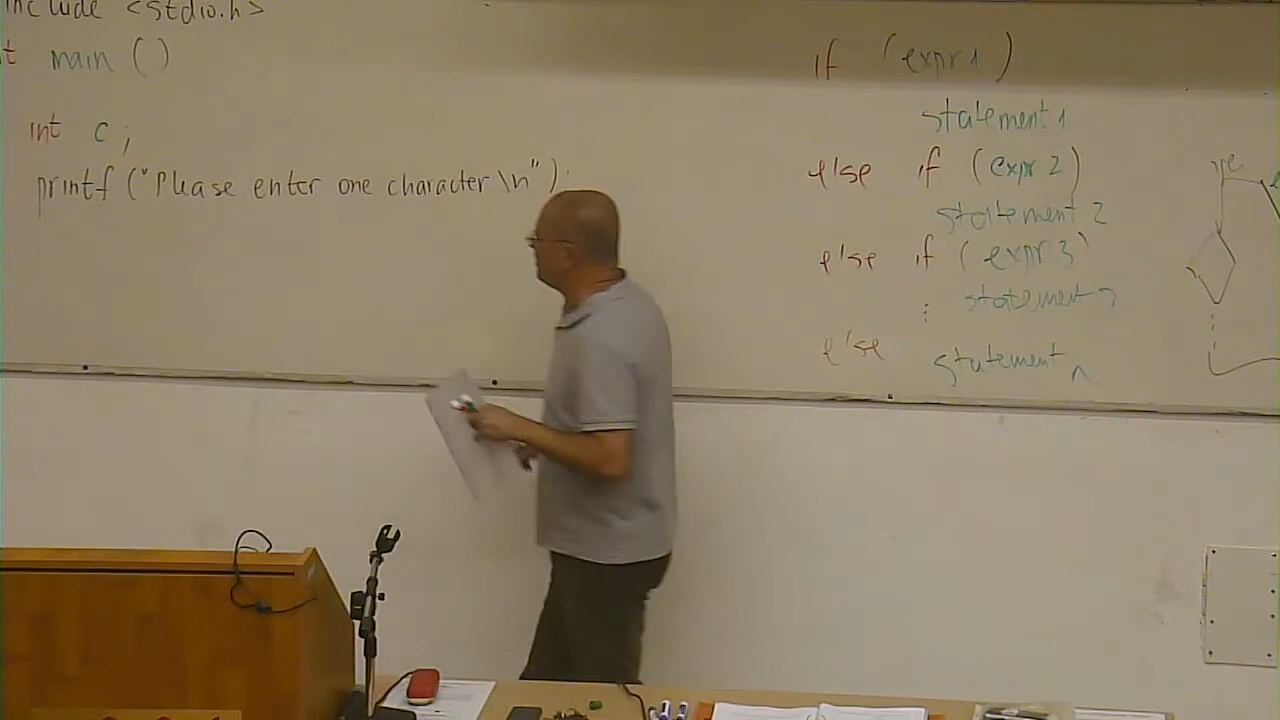 include <stdio.h>
t main ()
int c;
printf ("Please enter one character \n")
if (expr 1)
statement 1
else if (expr 2)
statement 2
else if (expr 3)
:
else
statement n